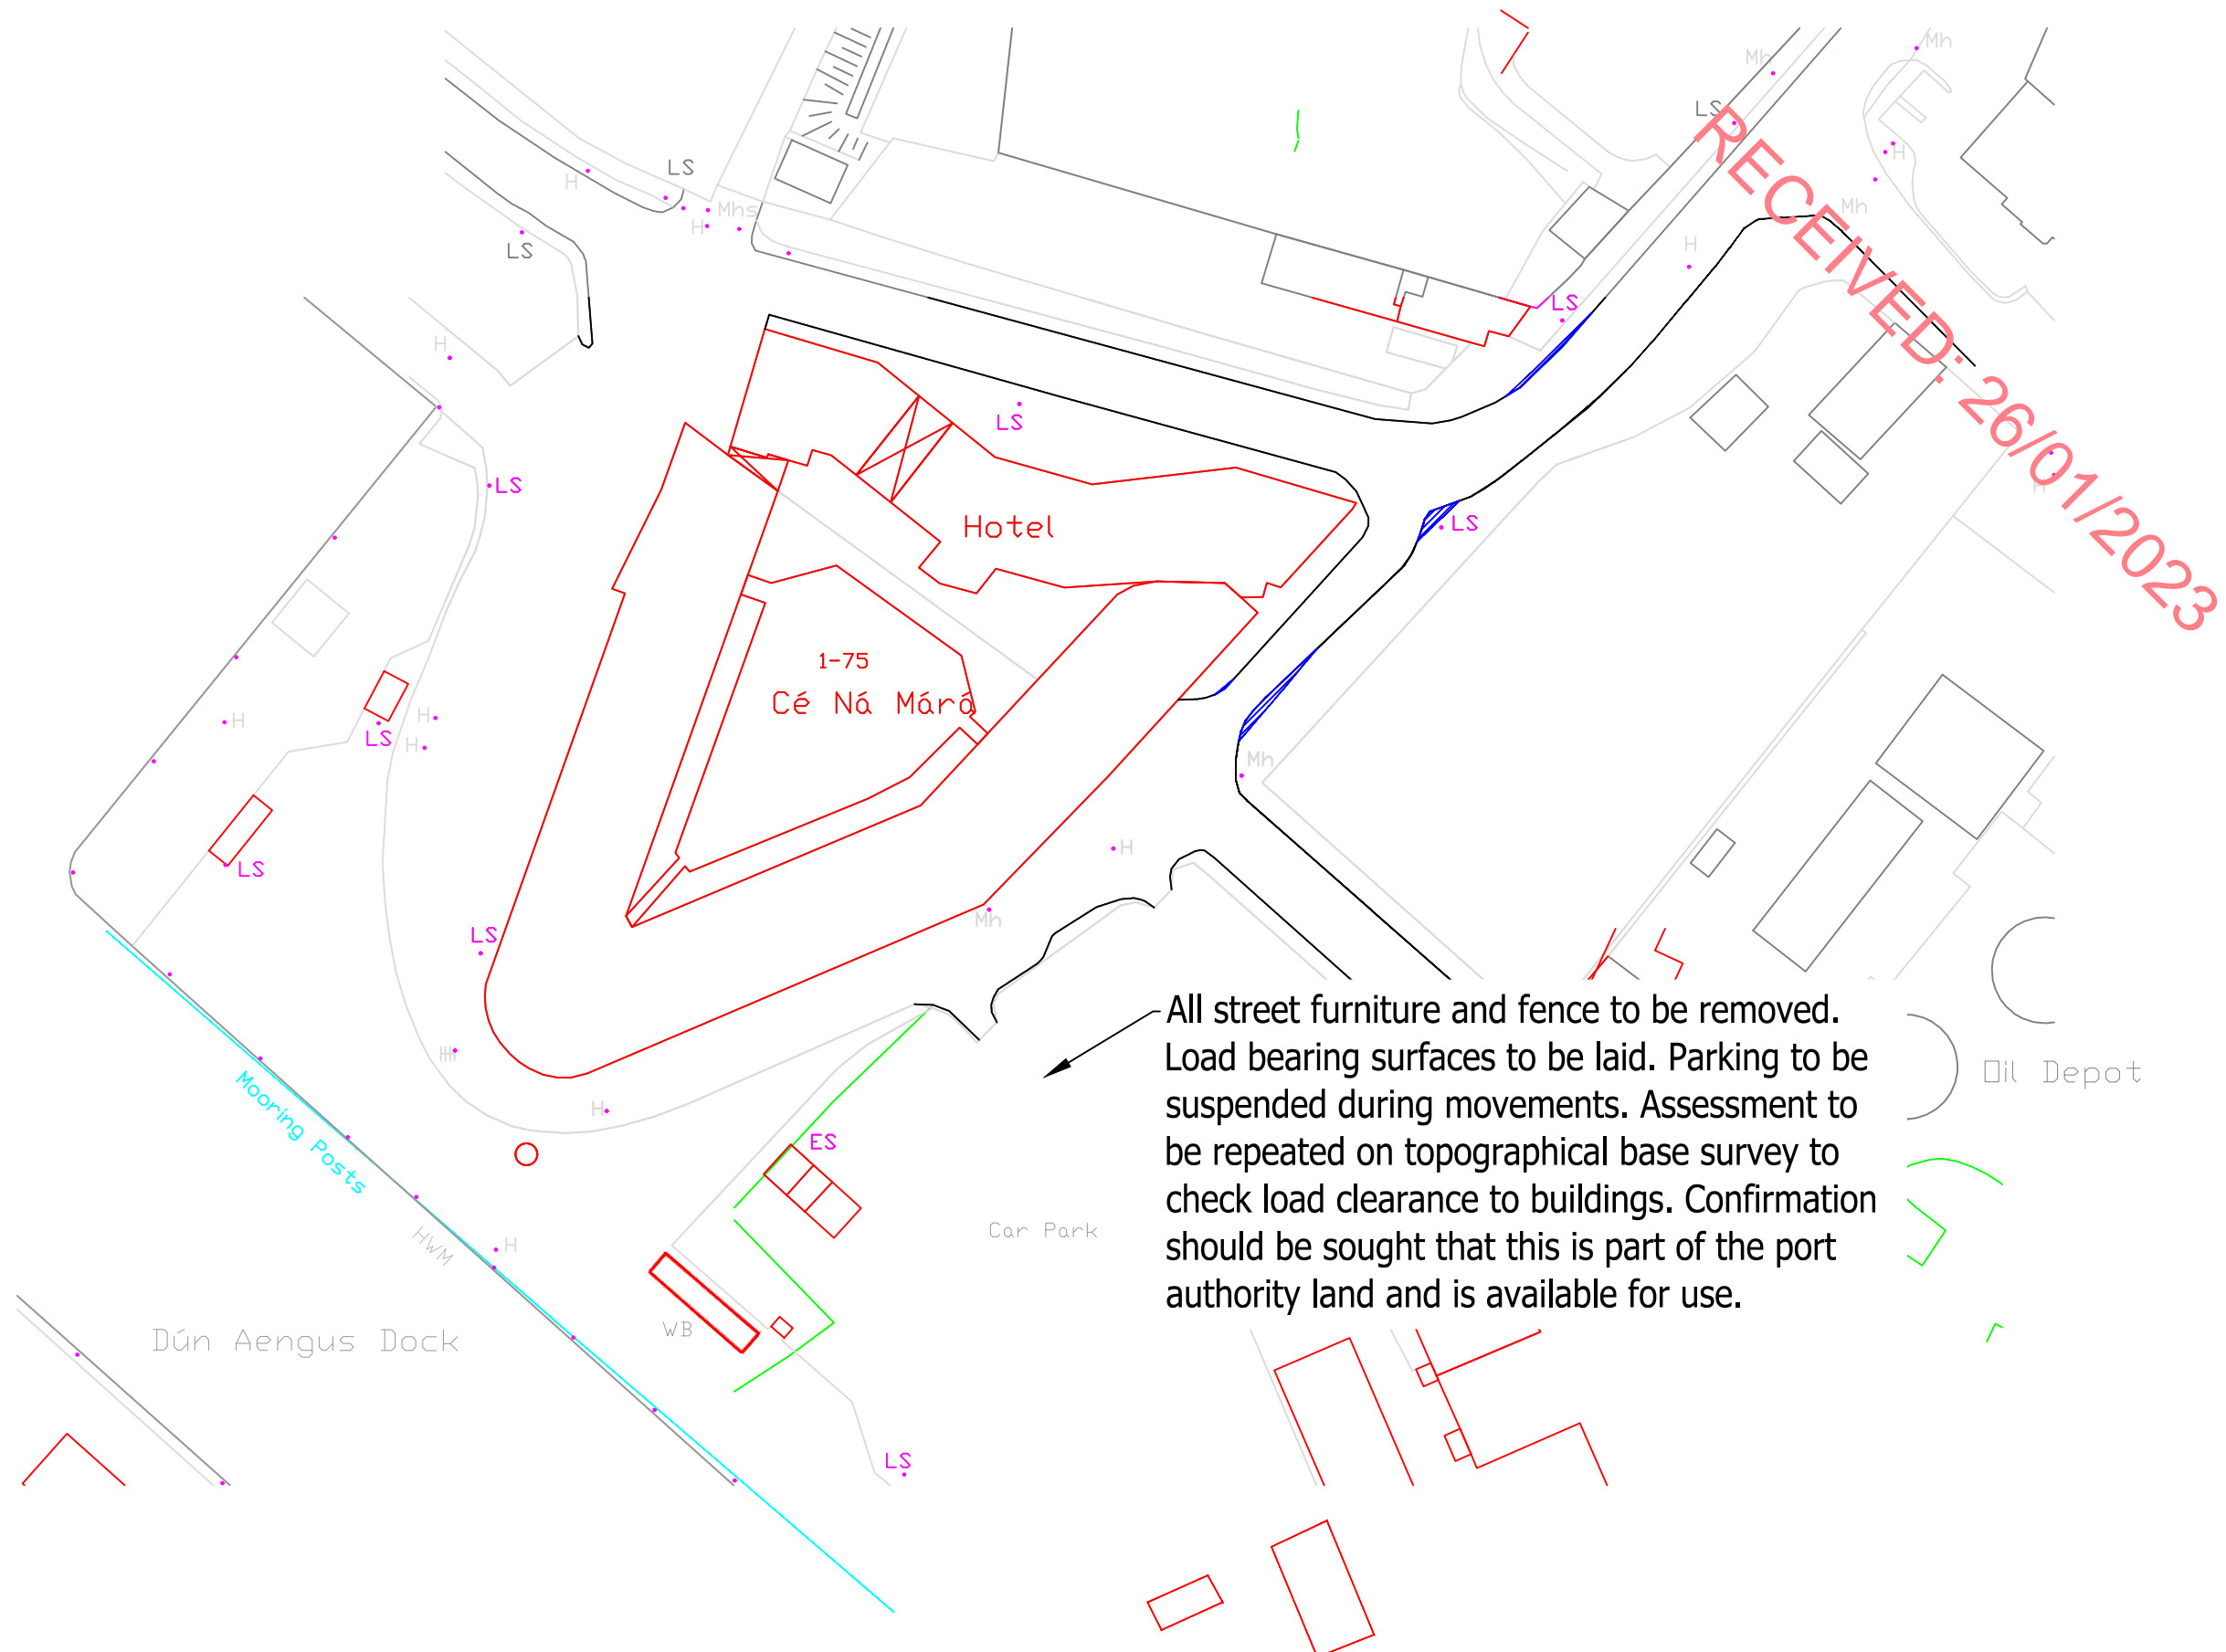 Mh
Mh
LS
LS
H
H
Mhs
H
LS
Mh
H
RECEIVED: 26/01/2023
LS
H
LS
LS
H
LS
Hotel
1-75
Cé Ná Márá
H
H
LS
H
Mh
LS
H
Mh
LS
H
H
Mooring Posts
ES
HWM
H
Car Park
WB
Dún Aengus Dock
LS
All street furniture and fence to be removed.
Load bearing surfaces to be laid. Parking to be
suspended during movements. Assessment to
be repeated on topographical base survey to
check load clearance to buildings. Confirmation
should be sought that this is part of the port
authority land and is available for use.
Oil Depot